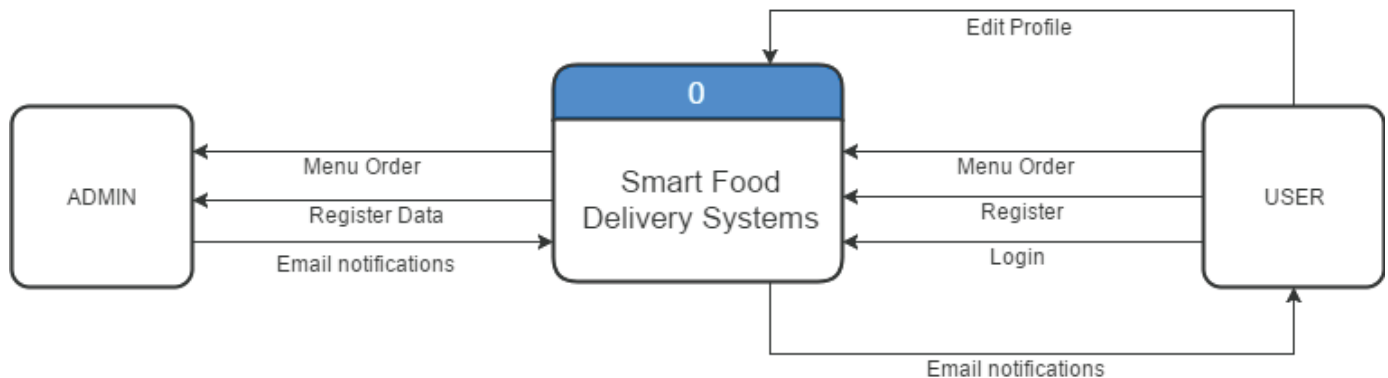 Edit Profile
0
ADMIN
Menu Order
Register Data
Email notifications
Smart Food
Delivery Systems
Menu Order
Register
Login
USER
Email notifications